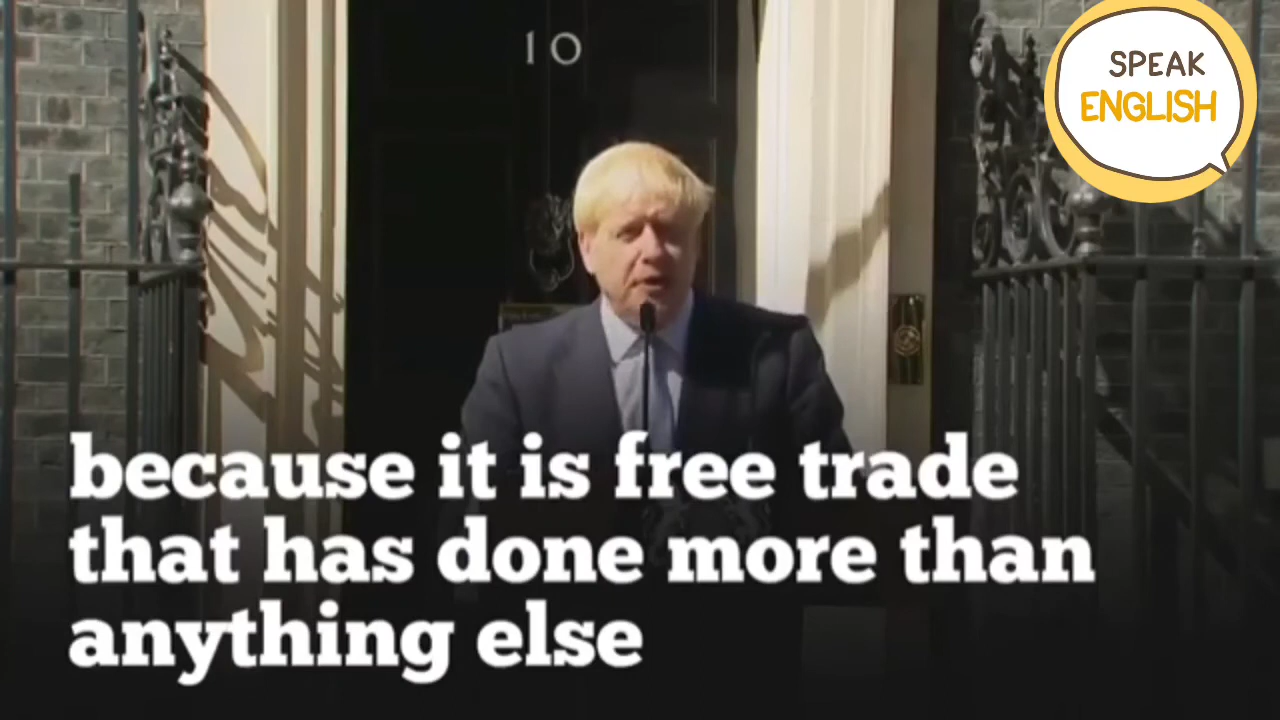 10
SPEAK
ENGLISH
because it is free trade
that has done more than
anything else